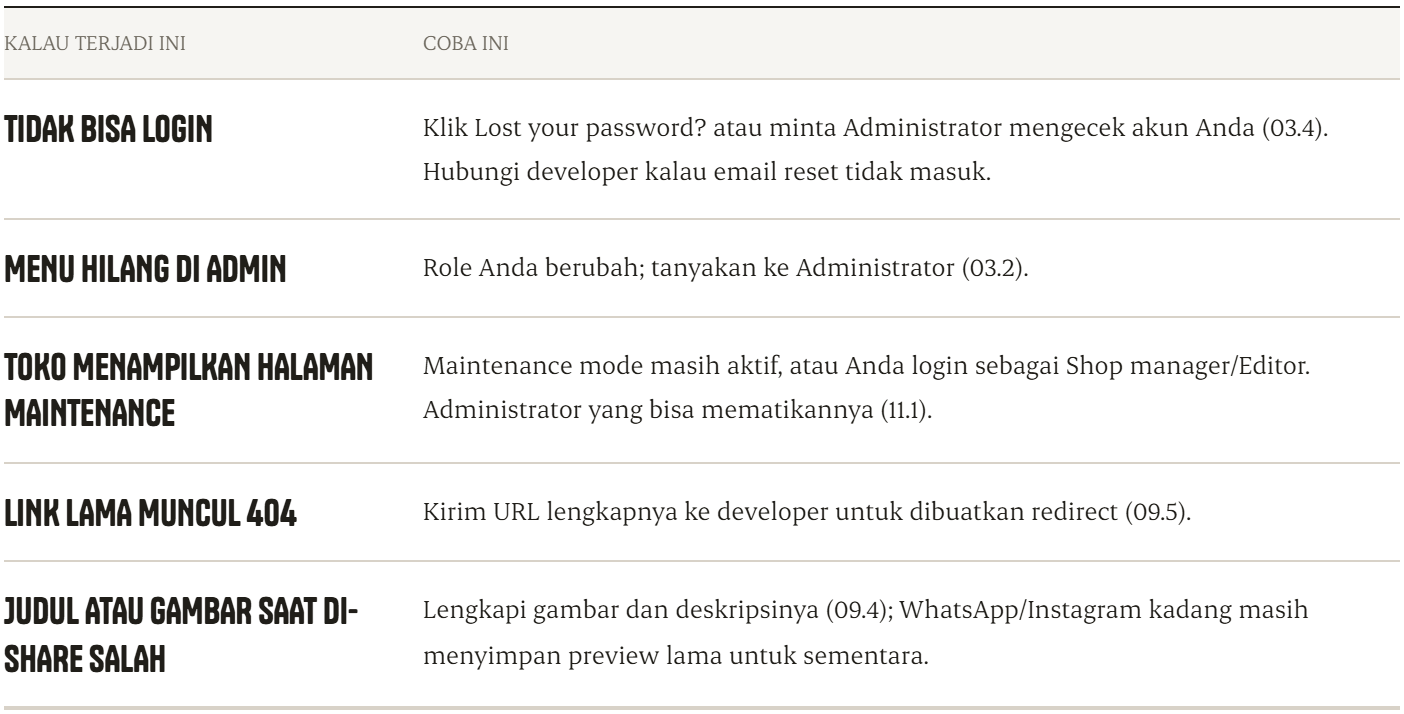 KALAU TERJADI INI
COBA INI
TIDAK BISA LOGIN
Klik Lost your password? atau minta Administrator mengecek akun Anda (03.4).
Hubungi developer kalau email reset tidak masuk.
MENU HILANG DI ADMIN
Role Anda berubah; tanyakan ke Administrator (03.2).
TOKO MENAMPILKAN HALAMAN
MAINTENANCE
Maintenance mode masih aktif, atau Anda login sebagai Shop manager/Editor.
Administrator yang bisa mematikannya (11.1).
LINK LAMA MUNCUL 404
Kirim URL lengkapnya ke developer untuk dibuatkan redirect (09.5).
JUDUL ATAU GAMBAR SAAT DI-
SHARE SALAH
Lengkapi gambar dan deskripsinya (09.4); WhatsApp/Instagram kadang masih
menyimpan preview lama untuk sementara.